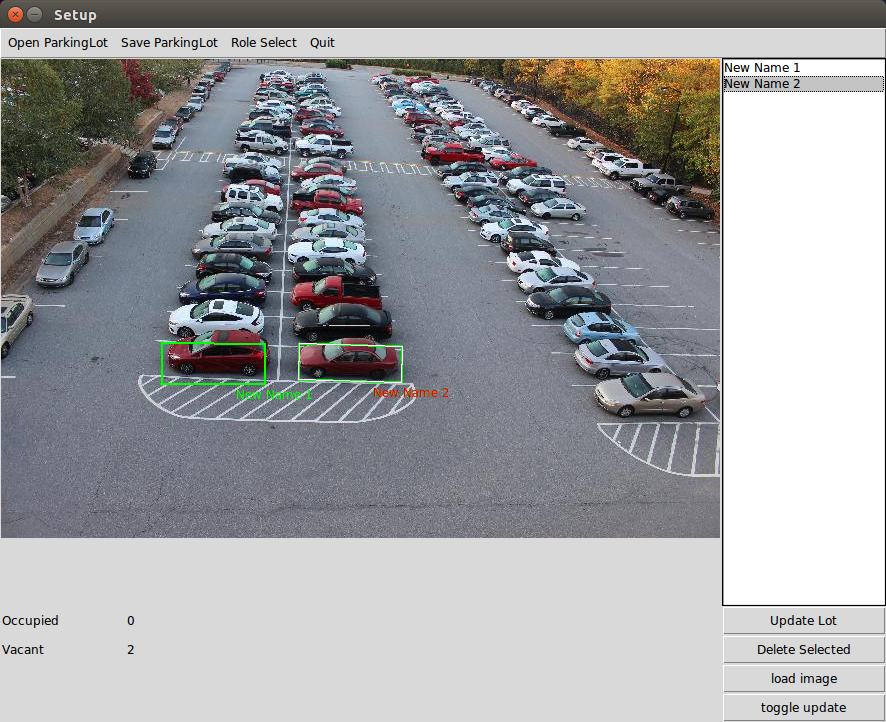 Setup
Open ParkingLot Save ParkingLot Role Select Quit
New Name 1
New Name 2
New Name 1
New Name 2
Occupied 0
Vacant 2
Update Lot
Delete Selected
load image
toggle update